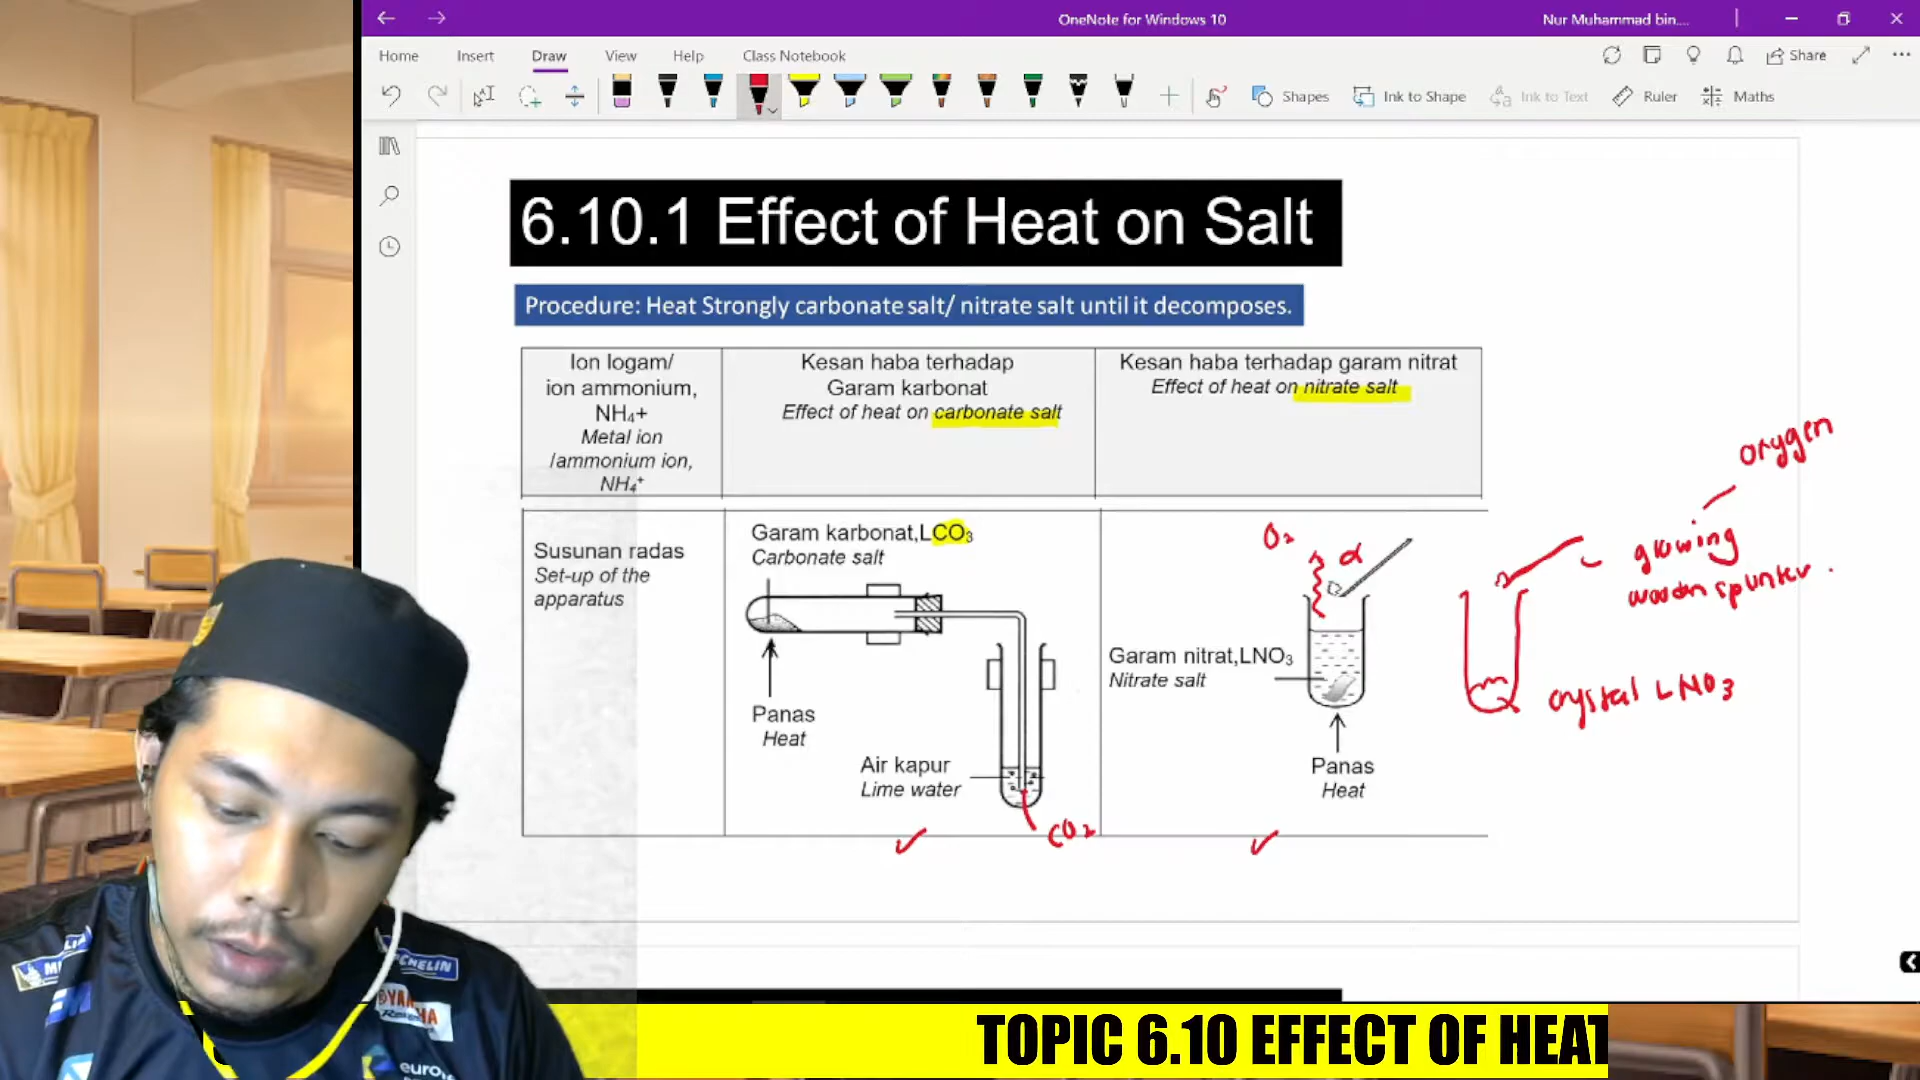 OneNote for Windows 10
Nur Muhammad bin....
Home Insert Draw View Help Class Notebook
Share
Shapes Ink to Shape Ink to Text Ruler Maths
6.10.1 Effect of Heat on Salt
Procedure: Heat Strongly carbonate salt/ nitrate salt until it decomposes.
Ion logam/
ion ammonium,
NH₄+
Metal ion
/ammonium ion,
NH₄⁺
Kesan haba terhadap
Garam karbonat
Effect of heat on carbonate salt
Kesan haba terhadap garam nitrat
Effect of heat on nitrate salt
Susunan radas
Set-up of the
apparatus
Garam karbonat,LCO₃
Carbonate salt
Panas
Heat
Air kapur
Lime water
CO₂
O₂
Garam nitrat,LNO₃
Nitrate salt
Panas
Heat
oxygen
glowing
wooden
crystal LNO₃
TOPIC 6.10 EFFECT OF HEAT